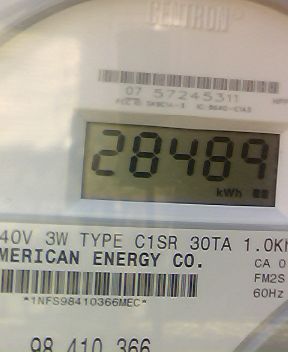 CENTRON®
07 57245311
28489
kWh
40V 3W TYPE C1SR 30TA 1.0K
MERICAN ENERGY CO.
CA 0
FM2S
60Hz
*1NFS98410366MEC*
98 410 366